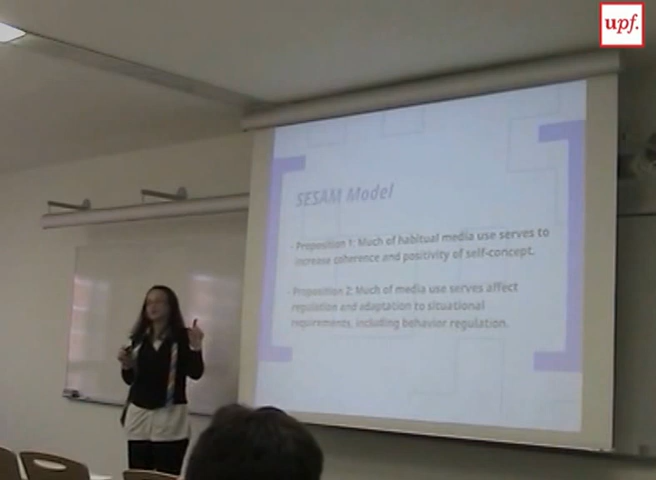 upf.
SESAM Model
- Proposition 1: Much of habitual media use serves to
increase coherence and positivity of self-concept.
Proposition 2: Much of media use serves affect
regulation and adaptation to situational
requirements, including behavior regulation.